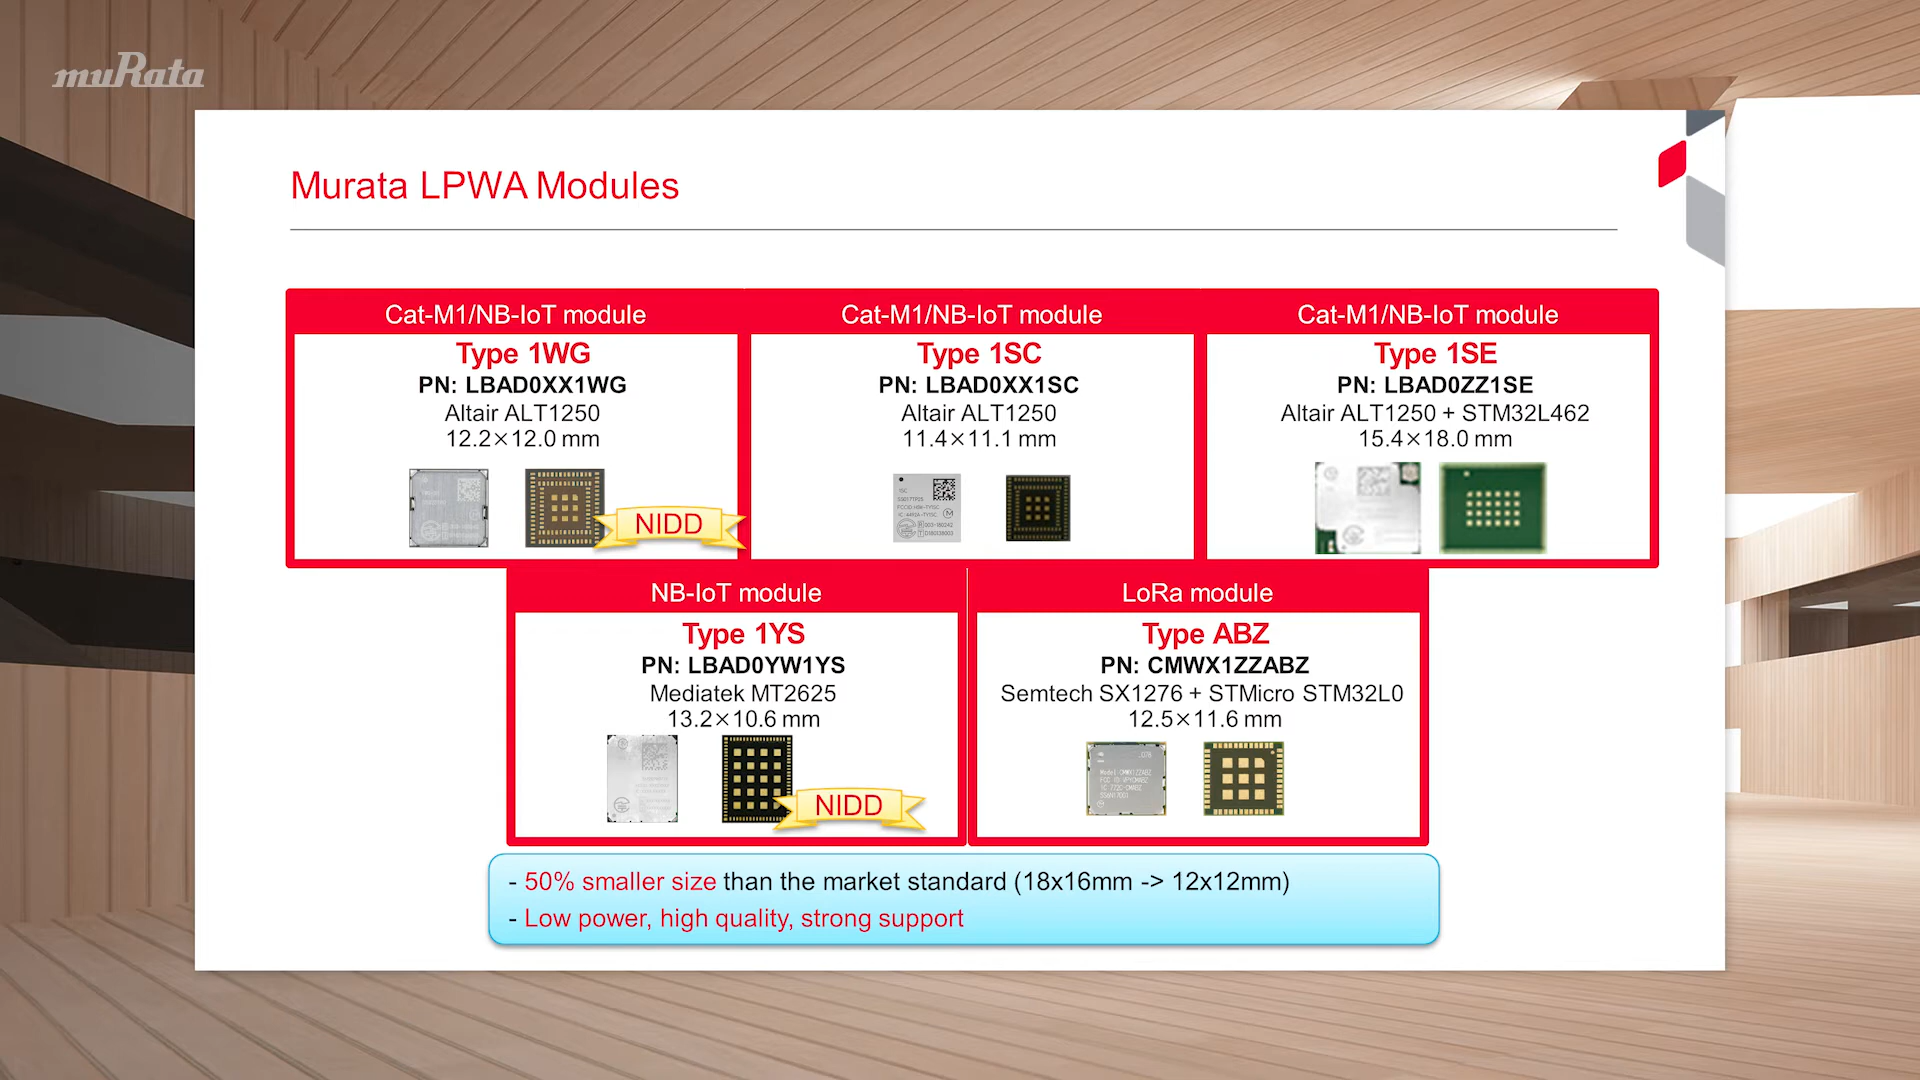 muRata
Murata LPWA Modules
Cat-M1/NB-IoT module
Type 1WG
PN: LBAD0XX1WG
Altair ALT1250
12.2×12.0 mm
NIDD
Cat-M1/NB-IoT module
Type 1SC
PN: LBAD0XX1SC
Altair ALT1250
11.4×11.1 mm
1SC
Cat-M1/NB-IoT module
Type 1SE
PN: LBAD0ZZ1SE
Altair ALT1250 + STM32L462
15.4×18.0 mm
NB-IoT module
Type 1YS
PN: LBAD0YW1YS
Mediatek MT2625
13.2×10.6 mm
NIDD
LoRa module
Type ABZ
PN: CMWX1ZZABZ
Semtech SX1276 + STMicro STM32L0
12.5×11.6 mm
Model: CMWX1ZZABZ
- 50% smaller size than the market standard (18x16mm -> 12x12mm)
- Low power, high quality, strong support